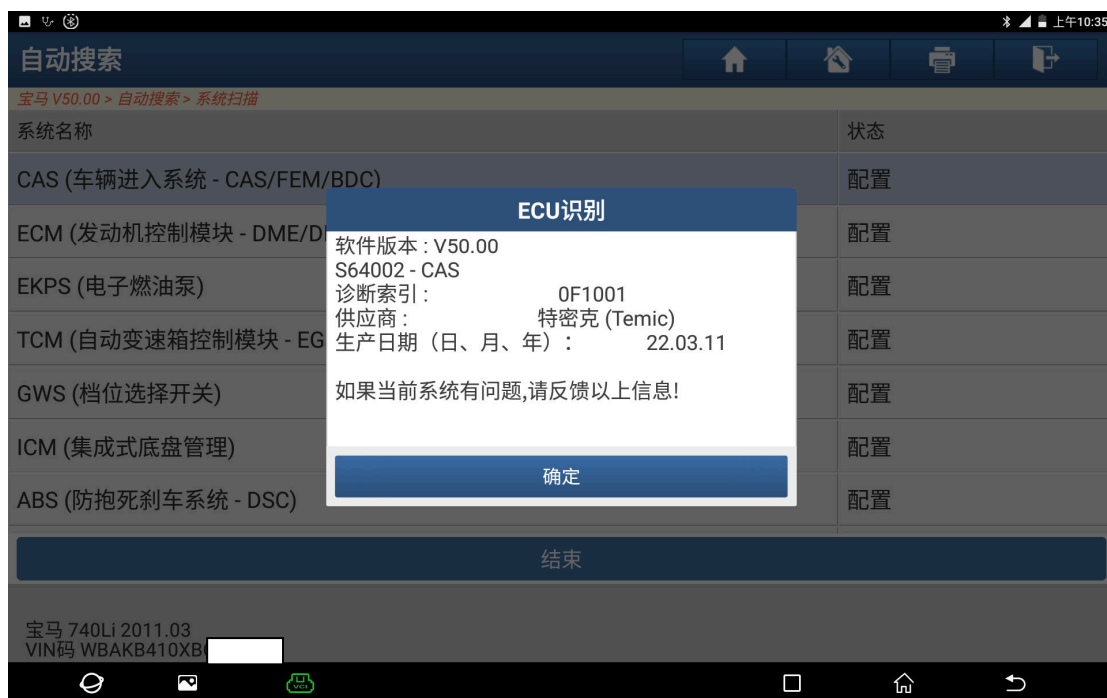 上午10:35
自动搜索
宝马 V50.00 > 自动搜索 > 系统扫描
系统名称 状态
CAS (车辆进入系统 - CAS/FEM/BDC) 配置
ECU识别
ECM (发动机控制模块 - DME/D 配置
软件版本 : V50.00
S64002 - CAS
EKPS (电子燃油泵) 配置
诊断索引 : 0F1001
供应商 : 特密克 (Temic)
TCM (自动变速箱控制模块 - EG 配置
生产日期（日、月、年）： 22.03.11
GWS (档位选择开关) 配置
如果当前系统有问题,请反馈以上信息!
ICM (集成式底盘管理) 配置
确定
ABS (防抱死刹车系统 - DSC) 配置
结束
宝马 740Li 2011.03
VIN码 WBAKB410XB
VCI